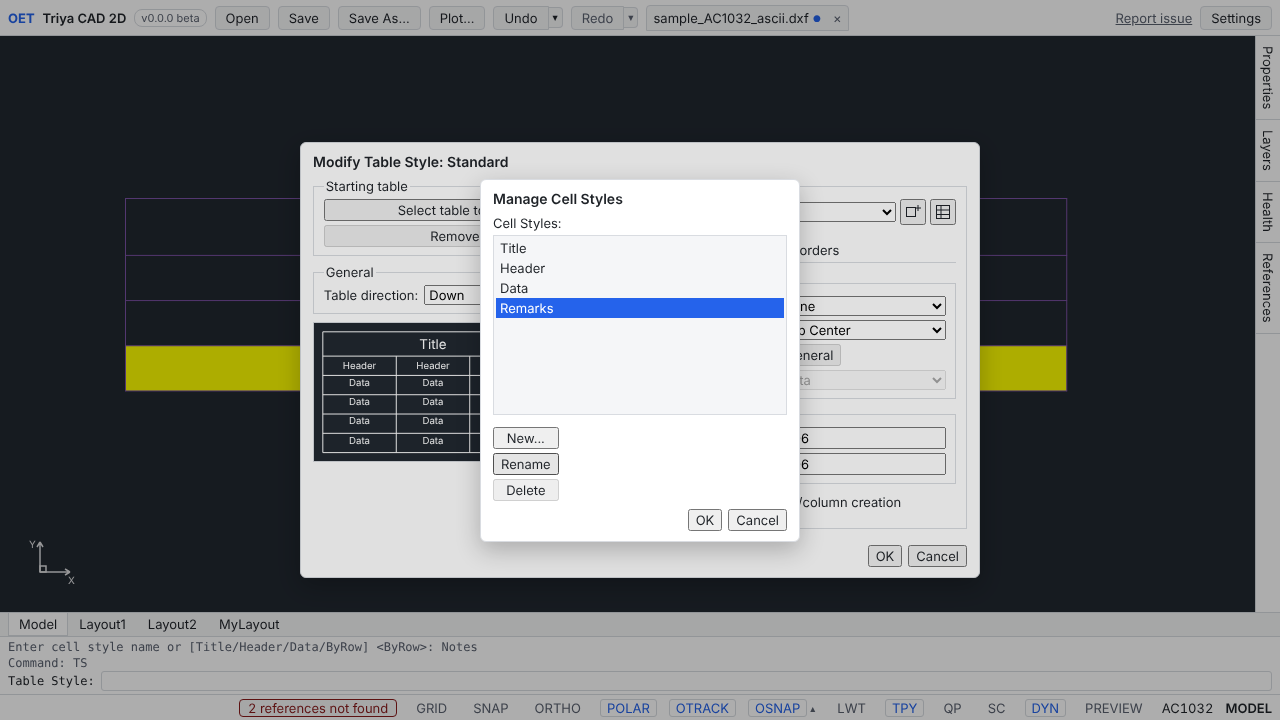 OET Triya CAD 2D v0.0.0 beta Open Save Save As... Plot... Undo ▾ Redo ▾ sample_AC1032_ascii.dxf ● × Report issue Settings
Properties
Layers
Health
References
Modify Table Style: Standard
Starting table
Select table to
Remove
General
Table direction: Down
Title
Header Header
Data Data
Data Data
Data Data
Data Data
Manage Cell Styles
Cell Styles:
Title
Header
Data
Remarks
New...
Rename
Delete
OK Cancel
orders
ne
Center
eneral
ta
6
6
/column creation
OK Cancel
Y
X
Model Layout1 Layout2 MyLayout
Enter cell style name or [Title/Header/Data/ByRow] <ByRow>: Notes
Command: TS
Table Style:
2 references not found GRID SNAP ORTHO POLAR OTRACK OSNAP ▴ LWT TPY QP SC DYN PREVIEW AC1032 MODEL